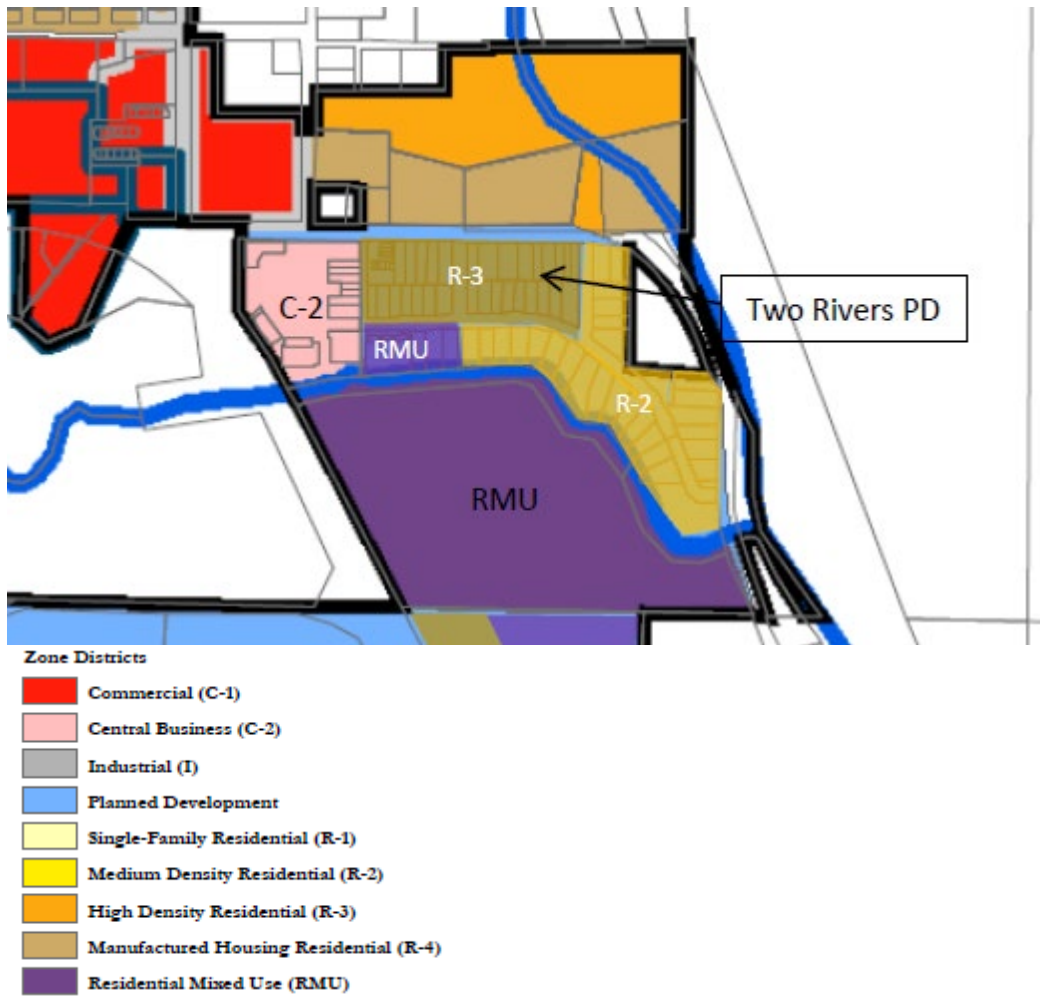 R-3
Two Rivers PD
C-2
RMU
R-2
RMU
Zone Districts
Commercial (C-1)
Central Business (C-2)
Industrial (I)
Planned Development
Single-Family Residential (R-1)
Medium Density Residential (R-2)
High Density Residential (R-3)
Manufactured Housing Residential (R-4)
Residential Mixed Use (RMU)